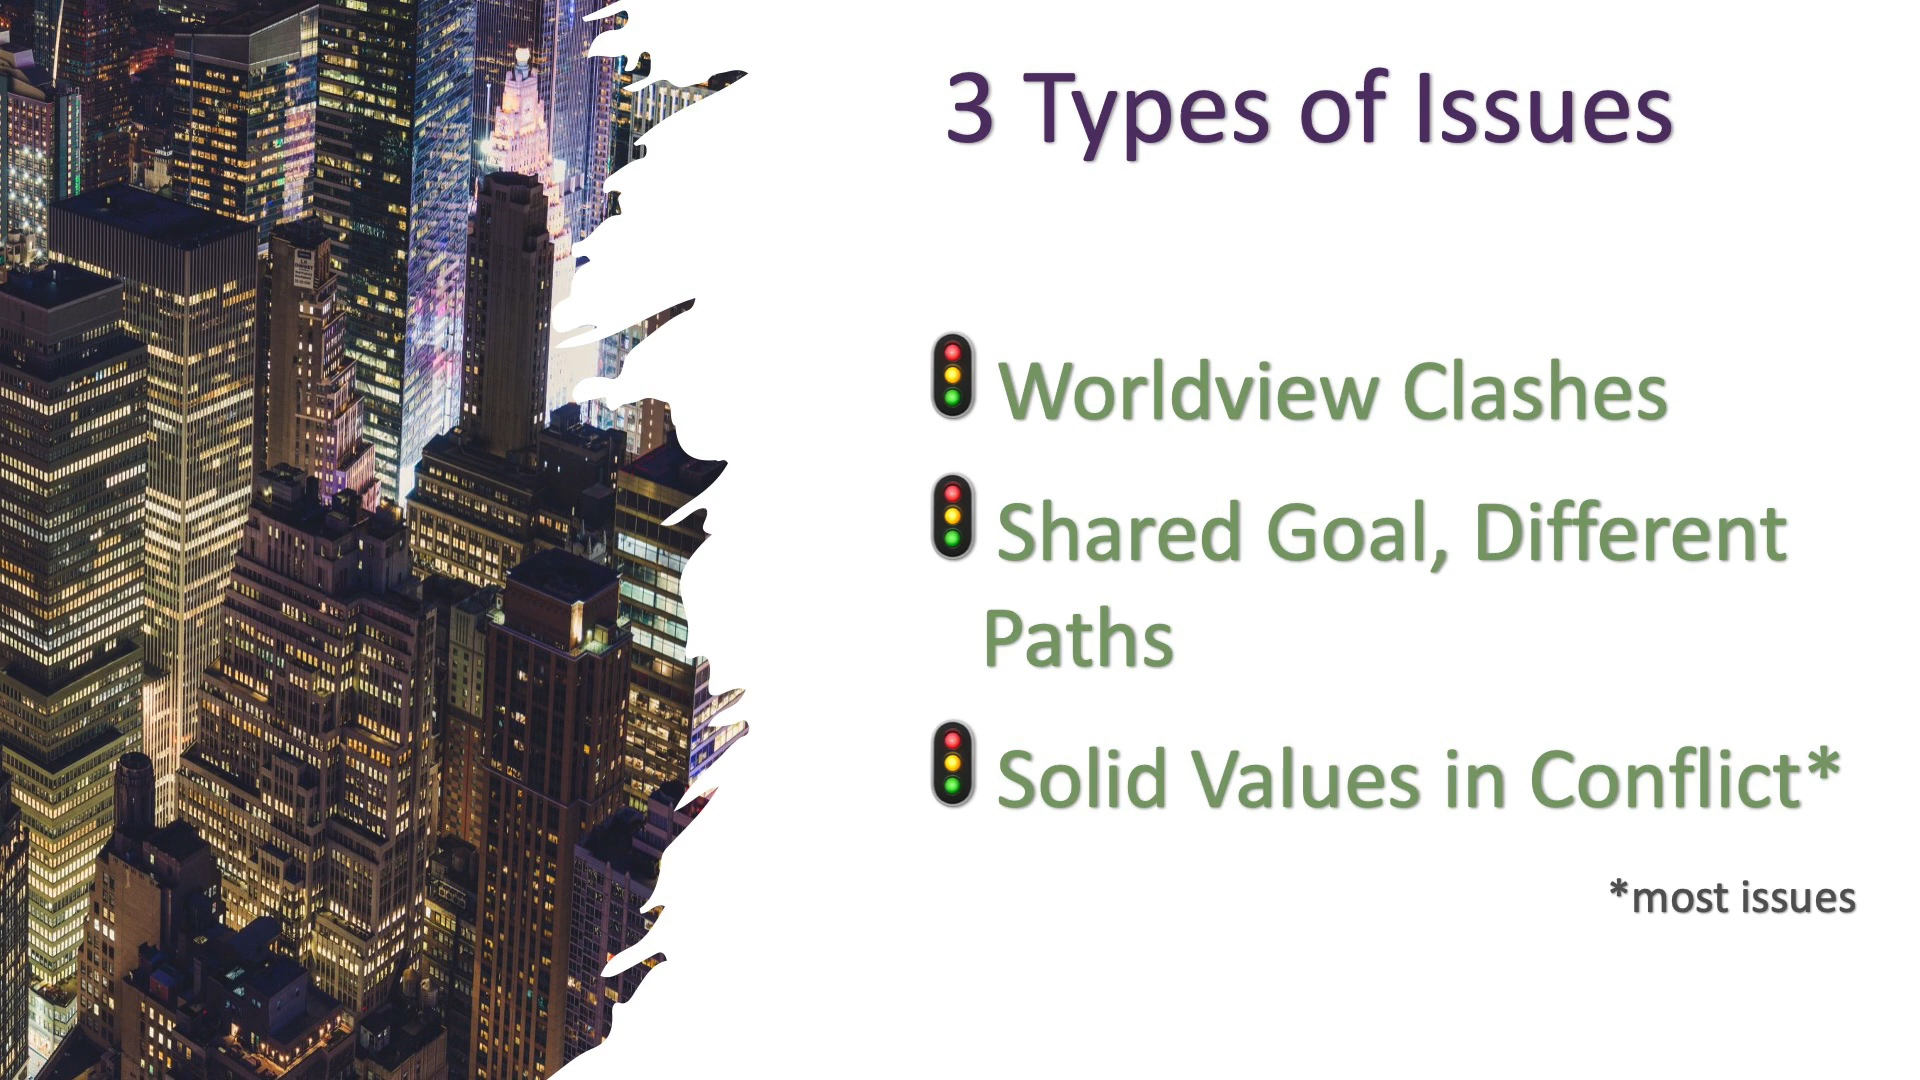 3 Types of Issues
Worldview Clashes
Shared Goal, Different
Paths
Solid Values in Conflict*
*most issues